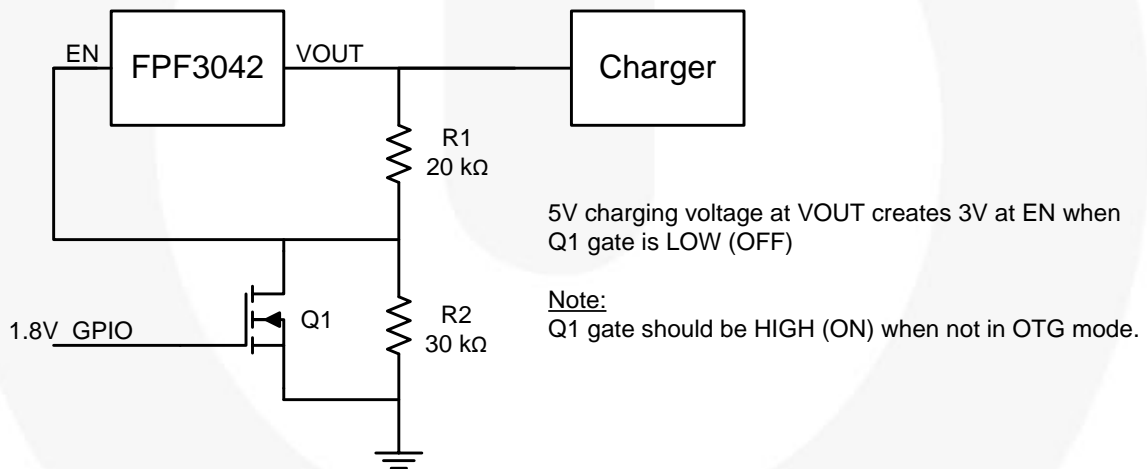 EN
FPF3042
VOUT
Charger
R1
20 kΩ
5V charging voltage at VOUT creates 3V at EN when
Q1 gate is LOW (OFF)
Note:
Q1 gate should be HIGH (ON) when not in OTG mode.
1.8V GPIO
Q1
R2
30 kΩ